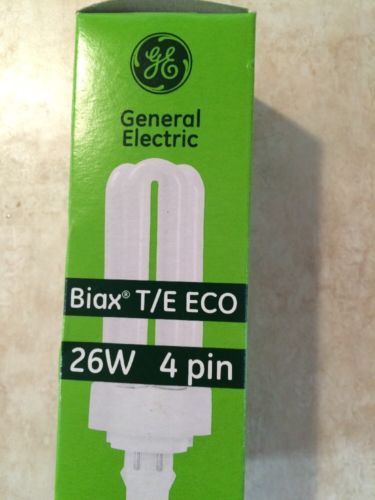 GE
General
Electric
Biax® T/E ECO
26W 4 pin